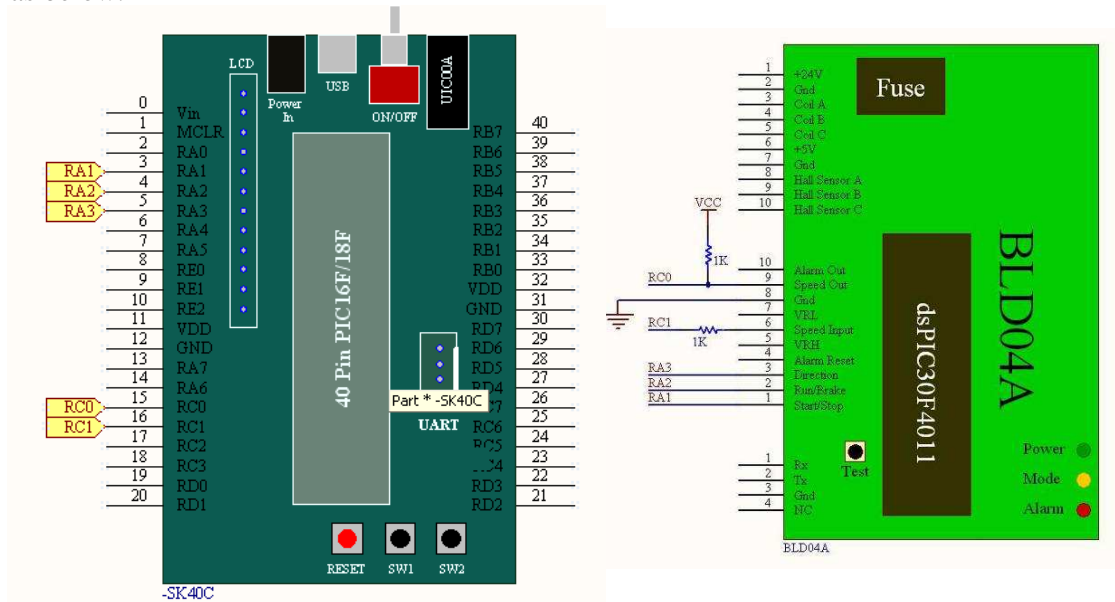 LCD
Power
In
USB
ON/OFF
UIC00A
0 Vin
1 MCLR
2 RA0
RA1 3 RA1
RA2 4 RA2
RA3 5 RA3
6 RA4
7 RA5
8 RE0
9 RE1
10 RE2
11 VDD
12 GND
13 RA7
14 RA6
RC0 15 RC0
RC1 16 RC1
17 RC2
18 RC3
19 RD0
20 RD1
40 Pin PIC16F/18F
RB7 40
RB6 39
RB5 38
RB4 37
RB3 36
RB2 35
RB1 34
RB0 33
VDD 32
GND 31
RD7 30
RD6 29
RD5 28
RD4 27
Part * -SK40C
26
RC6 25
UART
24
23
RD3 22
RD2 21
RESET
SW1
SW2
-SK40C
Fuse
1 +24V
2 Gnd
3 Coil A
4 Coil B
5 Coil C
6 +5V
7 Gnd
8 Hall Sensor A
9 Hall Sensor B
10 Hall Sensor C
VCC
1K
10 Alarm Out
RC0 9 Speed Out
8 Gnd
7 VRL
RC1 1K 6 Speed Input
5 VRH
4 Alarm Reset
RA3 3 Direction
RA2 2 Run/Brake
RA1 1 Start/Stop
BLD04A
dsPIC30F4011
1 Rx
2 Tx
3 Gnd
4 NC
Test
Power
Mode
Alarm
BLD04A